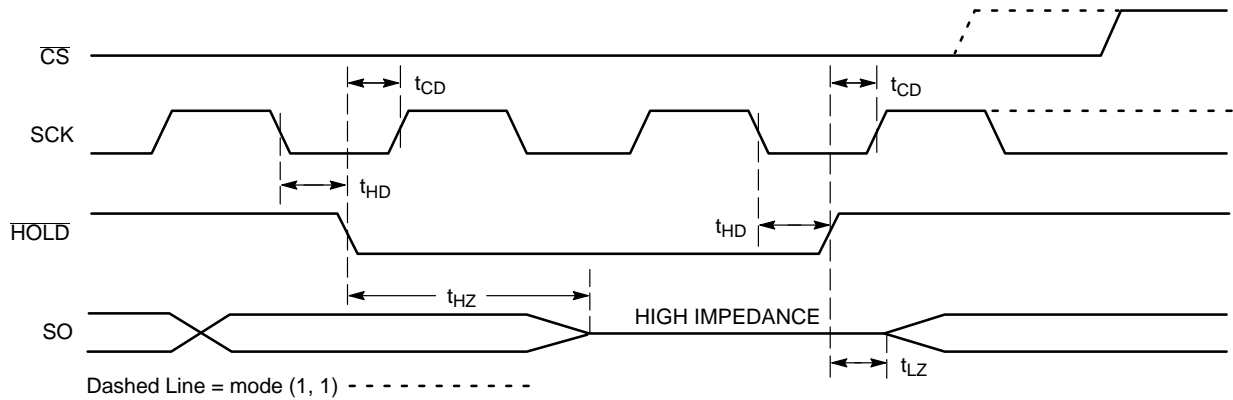 CS
tCD
tCD
SCK
tHD
HOLD
tHD
tHZ
HIGH IMPEDANCE
SO
tLZ
Dashed Line = mode (1, 1)